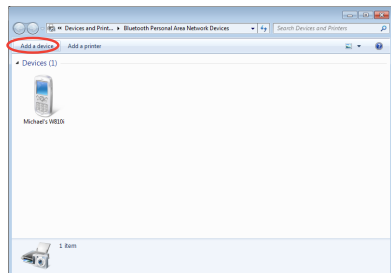 « Devices and Print... ▸ Bluetooth Personal Area Network Devices
Search Devices and Printers
Add a device Add a printer
Devices (1)
Michael's W810i
1 item